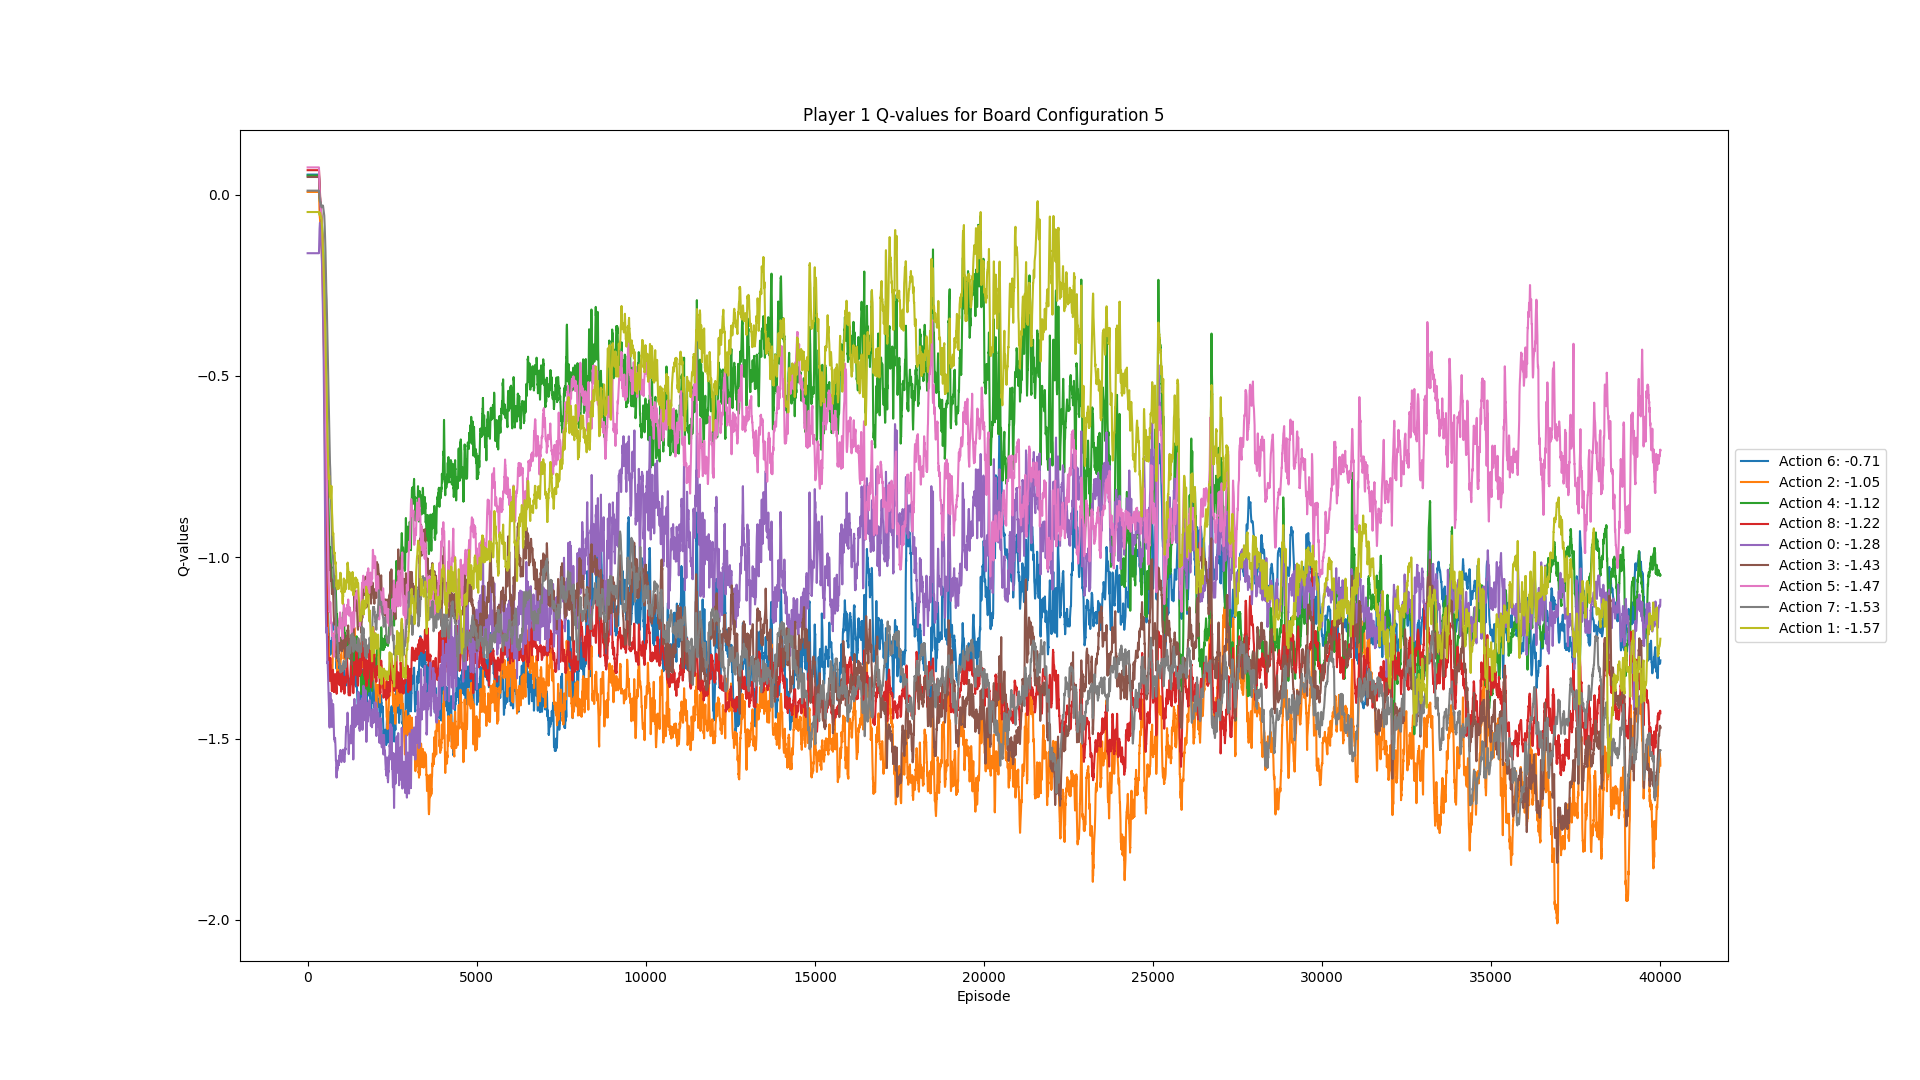 Player 1 Q-values for Board Configuration 5
0.0
−0.5
−1.0
−1.5
−2.0
Q-values
0
5000
10000
15000
20000
25000
30000
35000
40000
Episode
Action 6: -0.71
Action 2: -1.05
Action 4: -1.12
Action 8: -1.22
Action 0: -1.28
Action 3: -1.43
Action 5: -1.47
Action 7: -1.53
Action 1: -1.57